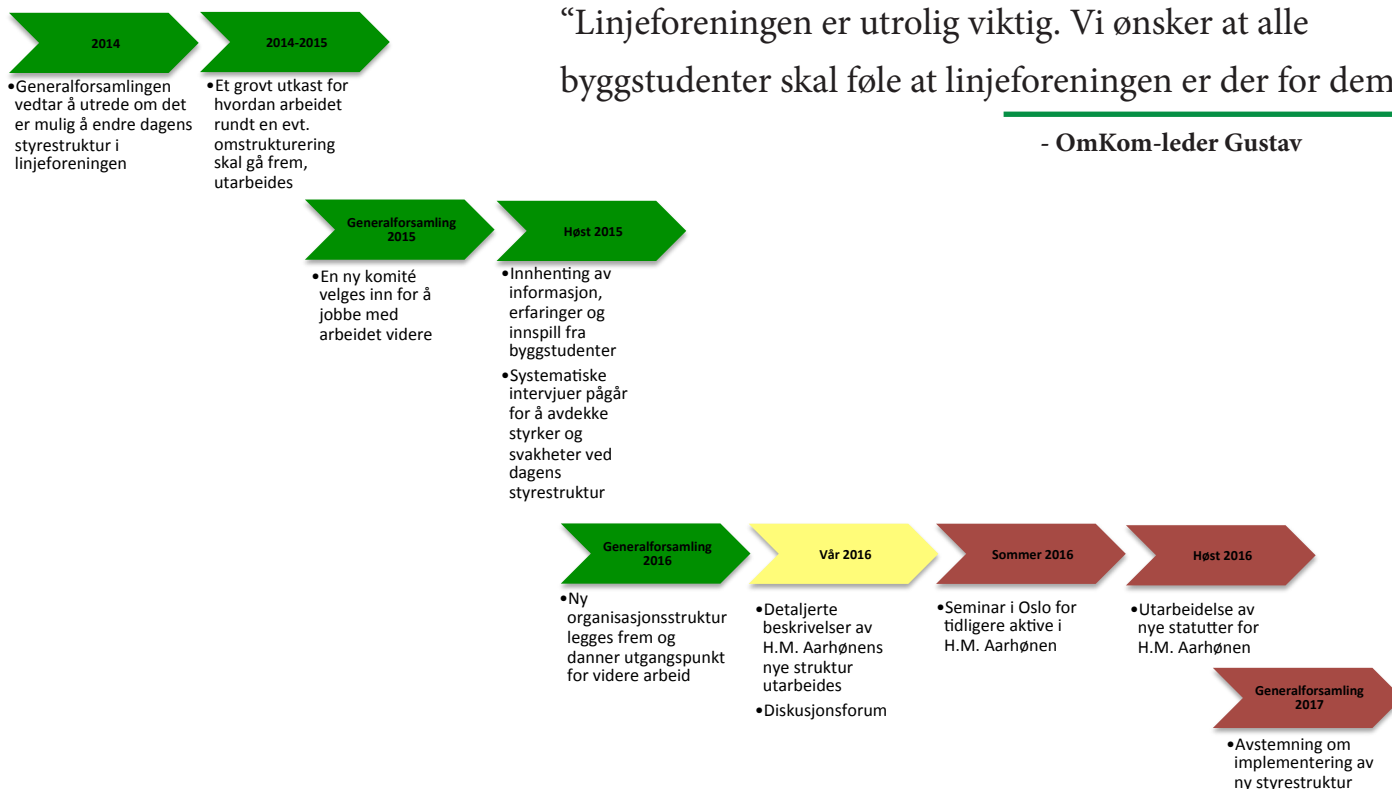 “Linjeforeningen er utrolig viktig. Vi ønsker at alle
byggstudenter skal føle at linjeforeningen er der for dem
- OmKom-leder Gustav
2014
•Generalforsamlingen
vedtar å utrede om det
er mulig å endre dagens
styrestruktur i
linjeforeningen
2014-2015
•Et grovt utkast for
hvordan arbeidet
rundt en evt.
omstrukturering
skal gå frem,
utarbeides
Generalforsamling
2015
•En ny komité
velges inn for å
jobbe med
arbeidet videre
Høst 2015
•Innhenting av
informasjon,
erfaringer og
innspill fra
byggstudenter
•Systematiske
intervjuer pågår
for å avdekke
styrker og
svakheter ved
dagens
styrestruktur
Generalforsamling
2016
•Ny
organisasjonsstruktur
legges frem og
danner utgangspunkt
for videre arbeid
Vår 2016
•Detaljerte
beskrivelser av
H.M. Aarhønens
nye struktur
utarbeides
•Diskusjonsforum
Sommer 2016
•Seminar i Oslo for
tidligere aktive i
H.M. Aarhønen
Høst 2016
•Utarbeidelse av
nye statutter for
H.M. Aarhønen
Generalforsamling
2017
•Avstemning om
implementering av
ny styrestruktur